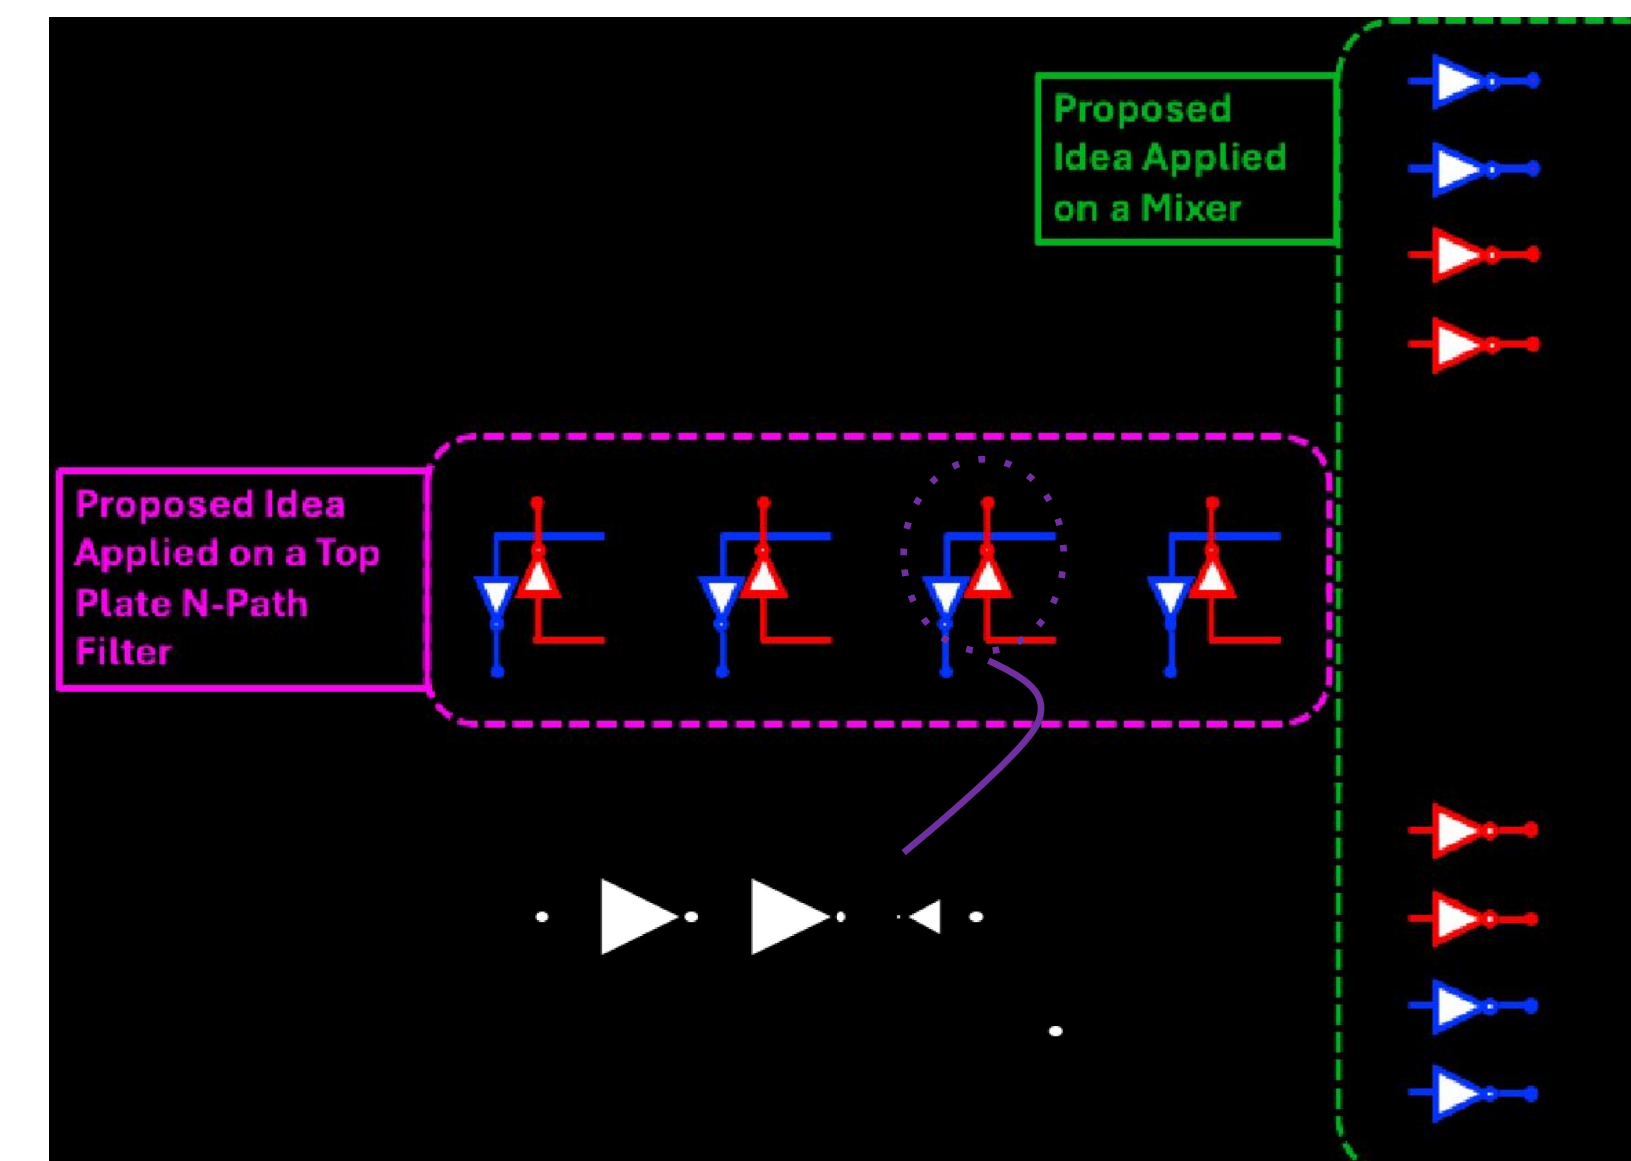 Proposed
Idea Applied
on a Mixer
Proposed Idea
Applied on a Top
Plate N-Path
Filter